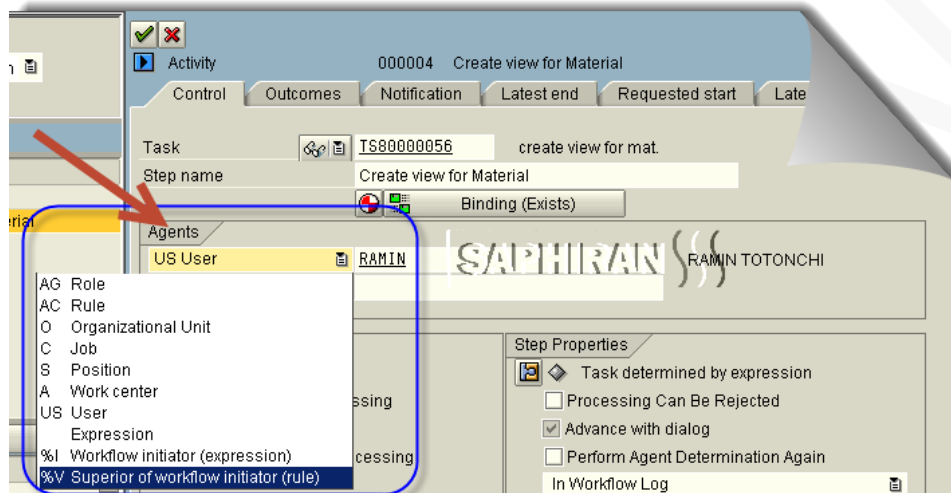 Activity 000004 Create view for Material
Control Outcomes Notification Latest end Requested start Late
Task TS80000056 create view for mat.
Step name Create view for Material
Binding (Exists)
Agents
US User RAMIN SAPHIRAN RAMIN TOTONCHI
AG Role
AC Rule
O Organizational Unit
C Job
S Position
A Work center
US User
Expression
%I Workflow initiator (expression)
%V Superior of workflow initiator (rule)
erial
ssing
cessing
Step Properties
Task determined by expression
Processing Can Be Rejected
Advance with dialog
Perform Agent Determination Again
In Workflow Log